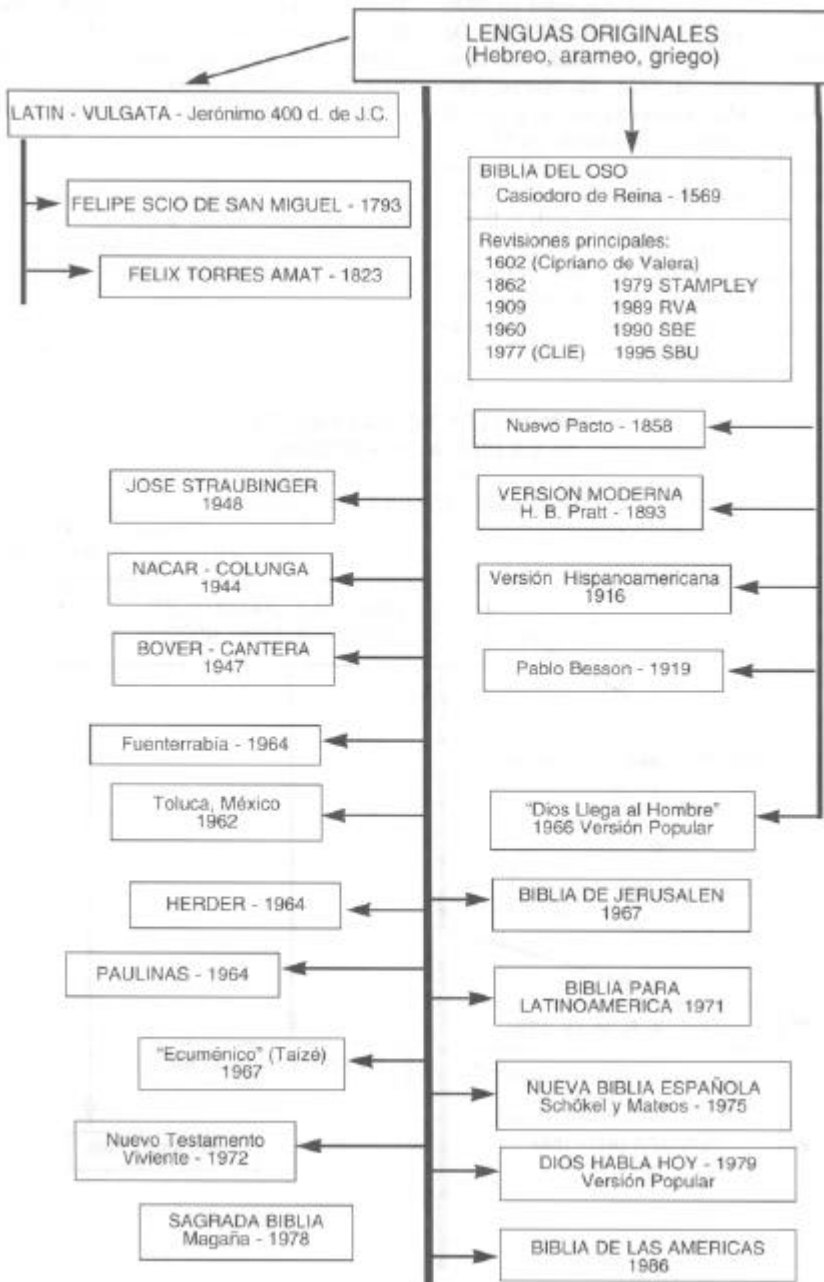 LENGUAS ORIGINALES
(Hebreo, arameo, griego)
LATIN - VULGATA - Jerónimo 400 d. de J.C.
FELIPE SCIO DE SAN MIGUEL - 1793
FELIX TORRES AMAT - 1823
BIBLIA DEL OSO
Casiodoro de Reina - 1569
Revisiones principales:
1602 (Cipriano de Valera)
1862 1979 STAMPLEY
1909 1989 RVA
1960 1990 SBE
1977 (CLIE) 1995 SBU
Nuevo Pacto - 1858
JOSE STRAUBINGER
1948
VERSION MODERNA
H. B. Pratt - 1893
NACAR - COLUNGA
1944
Versión Hispanoamericana
1916
BOVER - CANTERA
1947
Pablo Besson - 1919
Fuenterrabia - 1964
Toluca, México
1962
"Dios Llega al Hombre"
1966 Versión Popular
HERDER - 1964
BIBLIA DE JERUSALEN
1967
PAULINAS - 1964
BIBLIA PARA
LATINOAMERICA 1971
"Ecuménico" (Taizé)
1967
NUEVA BIBLIA ESPAÑOLA
Schökel y Mateos - 1975
Nuevo Testamento
Viviente - 1972
DIOS HABLA HOY - 1979
Versión Popular
SAGRADA BIBLIA
Magaña - 1978
BIBLIA DE LAS AMERICAS
1986